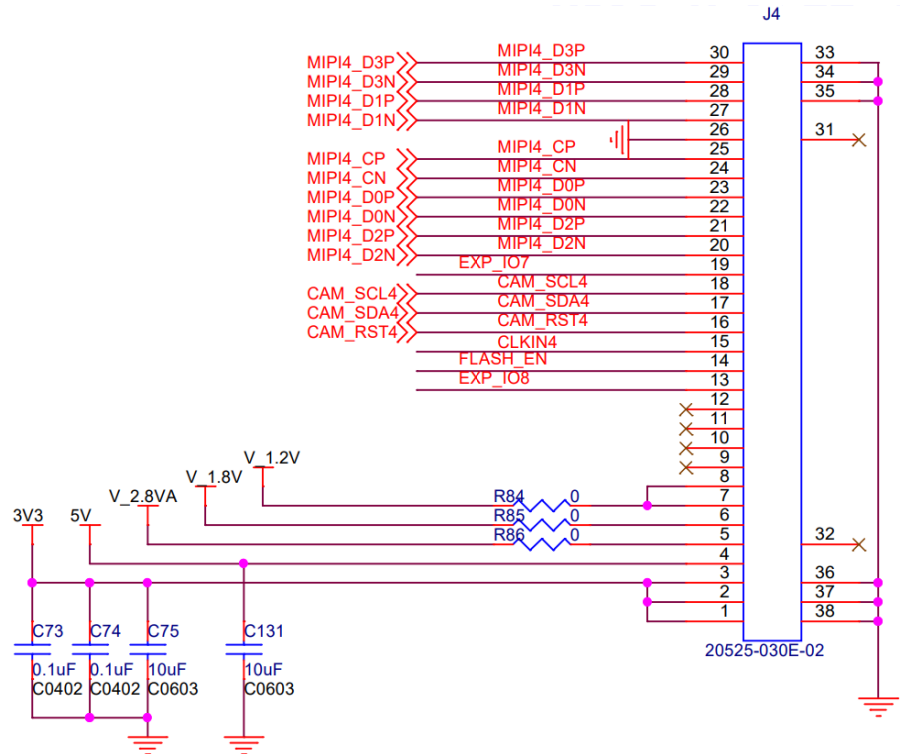 J4
MIPI4_D3P MIPI4_D3P 30 33
MIPI4_D3N MIPI4_D3N 29 34
MIPI4_D1P MIPI4_D1P 28 35
MIPI4_D1N MIPI4_D1N 27
26 31
MIPI4_CP MIPI4_CP 25
MIPI4_CN MIPI4_CN 24
MIPI4_D0P MIPI4_D0P 23
MIPI4_D0N MIPI4_D0N 22
MIPI4_D2P MIPI4_D2P 21
MIPI4_D2N MIPI4_D2N 20
EXP_IO7 19
CAM_SCL4 CAM_SCL4 18
CAM_SDA4 CAM_SDA4 17
CAM_RST4 CAM_RST4 16
CLKIN4 15
FLASH_EN 14
EXP_IO8 13
12
11
10
9
V_1.2V 8
V_1.8V R84 0 7
V_2.8VA R85 0 6
3V3 5V R86 0 5 32
4
3 36
2 37
1 38
C73 C74 C75 C131
20525-030E-02
0.1uF 0.1uF 10uF 10uF
C0402 C0402 C0603 C0603